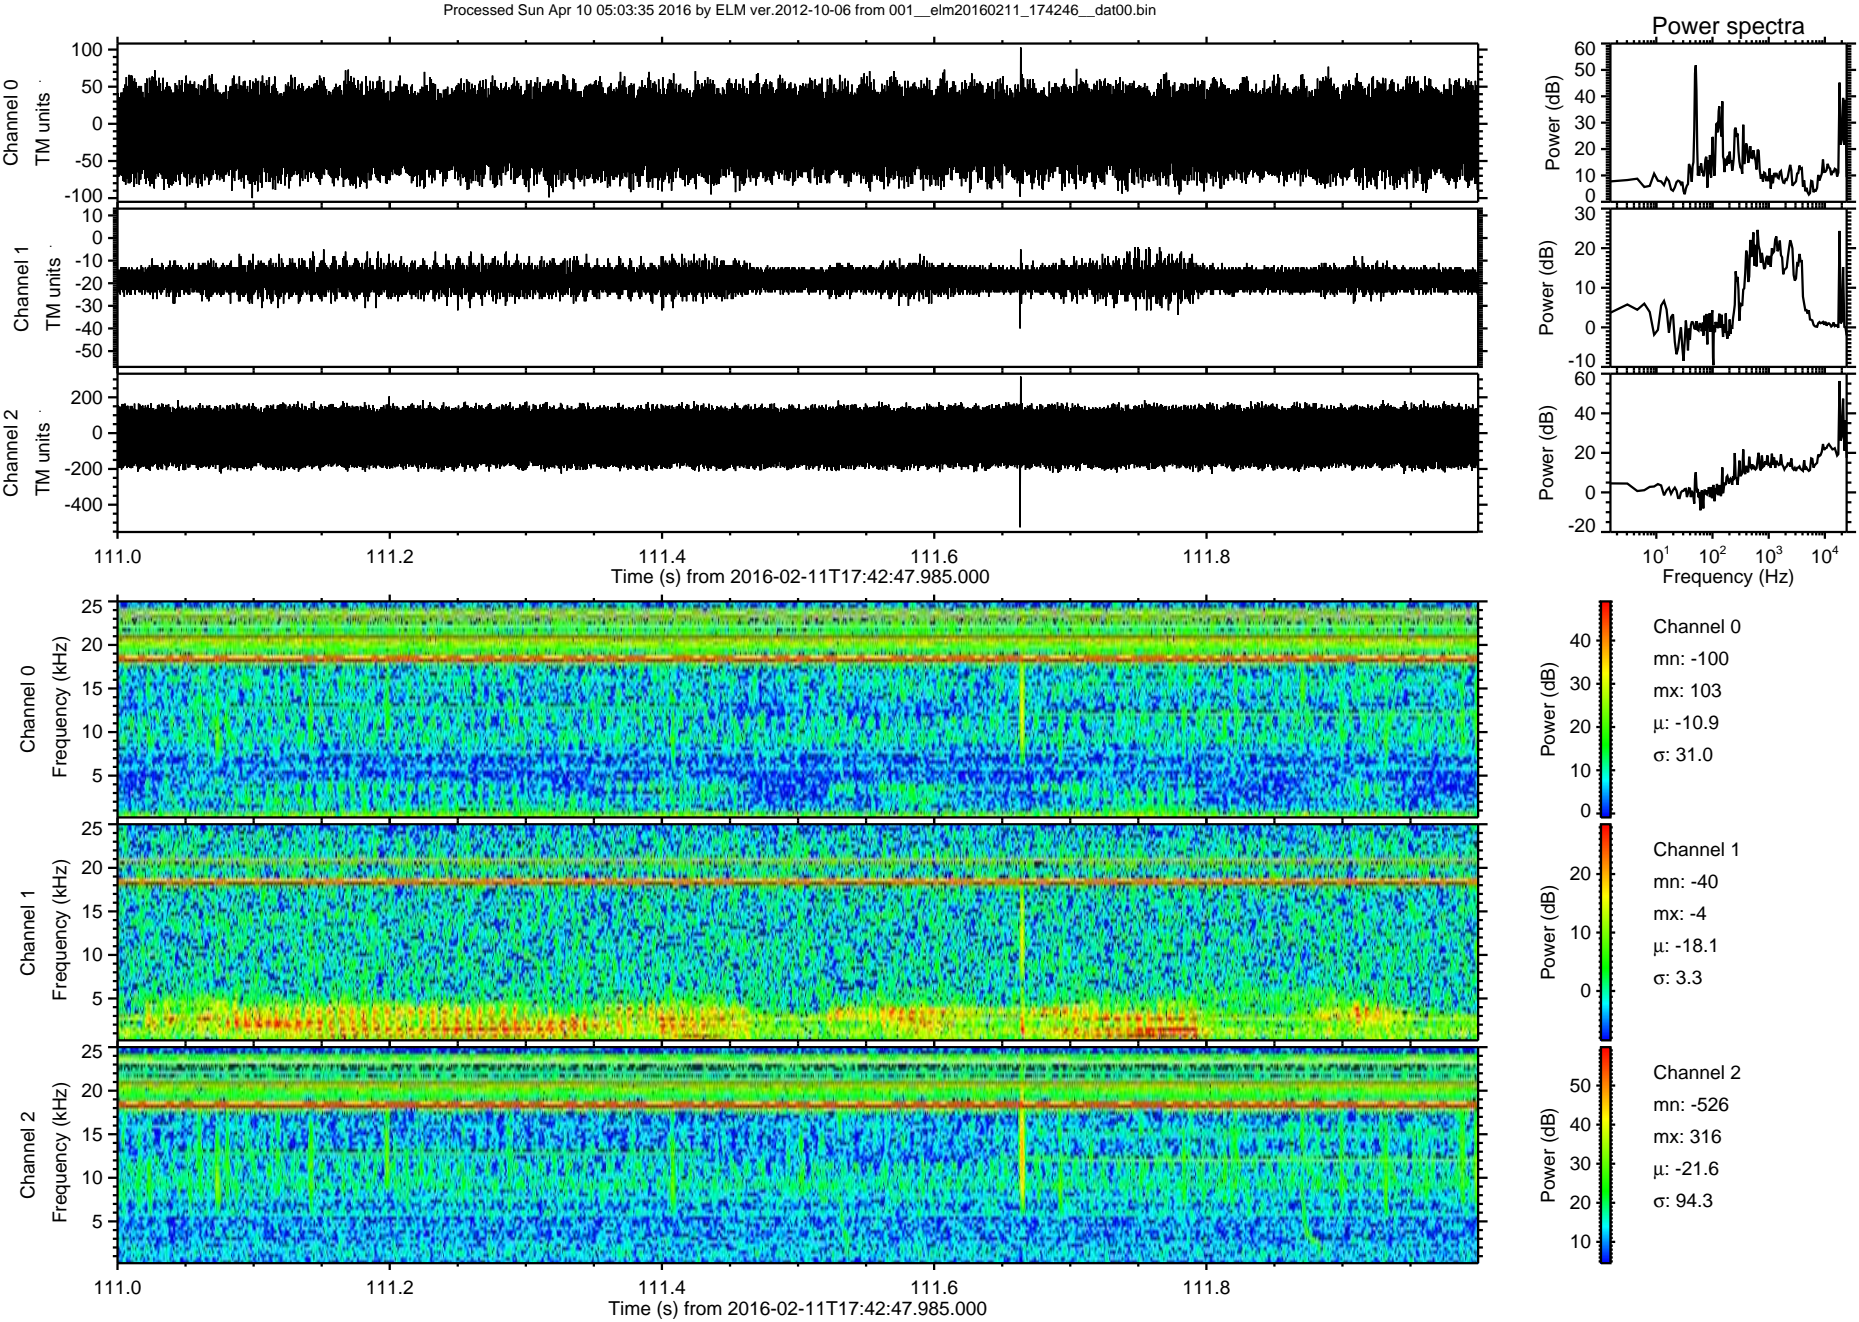 Processed Sun Apr 10 05:03:35 2016 by ELM ver.2012-10-06 from 001__elm20160211_174246__dat00.bin
Power spectra
Channel 0
TM units
100
50
0
-50
-100
Power (dB)
60
50
40
30
20
10
0
Channel 1
TM units
10
0
-10
-20
-30
-40
-50
Power (dB)
30
20
10
0
-10
Channel 2
TM units
200
0
-200
-400
Power (dB)
60
40
20
0
-20
111.0 111.2 111.4 111.6 111.8
Time (s) from 2016-02-11T17:42:47.985.000
10¹ 10² 10³ 10⁴
Frequency (Hz)
Channel 0
Frequency (kHz)
25
20
15
10
5
Power (dB)
40
30
20
10
0
Channel 0
mn: -100
mx: 103
μ: -10.9
σ: 31.0
Channel 1
Frequency (kHz)
25
20
15
10
5
Power (dB)
20
10
0
Channel 1
mn: -40
mx: -4
μ: -18.1
σ: 3.3
Channel 2
Frequency (kHz)
25
20
15
10
5
Power (dB)
50
40
30
20
10
Channel 2
mn: -526
mx: 316
μ: -21.6
σ: 94.3
111.0 111.2 111.4 111.6 111.8
Time (s) from 2016-02-11T17:42:47.985.000